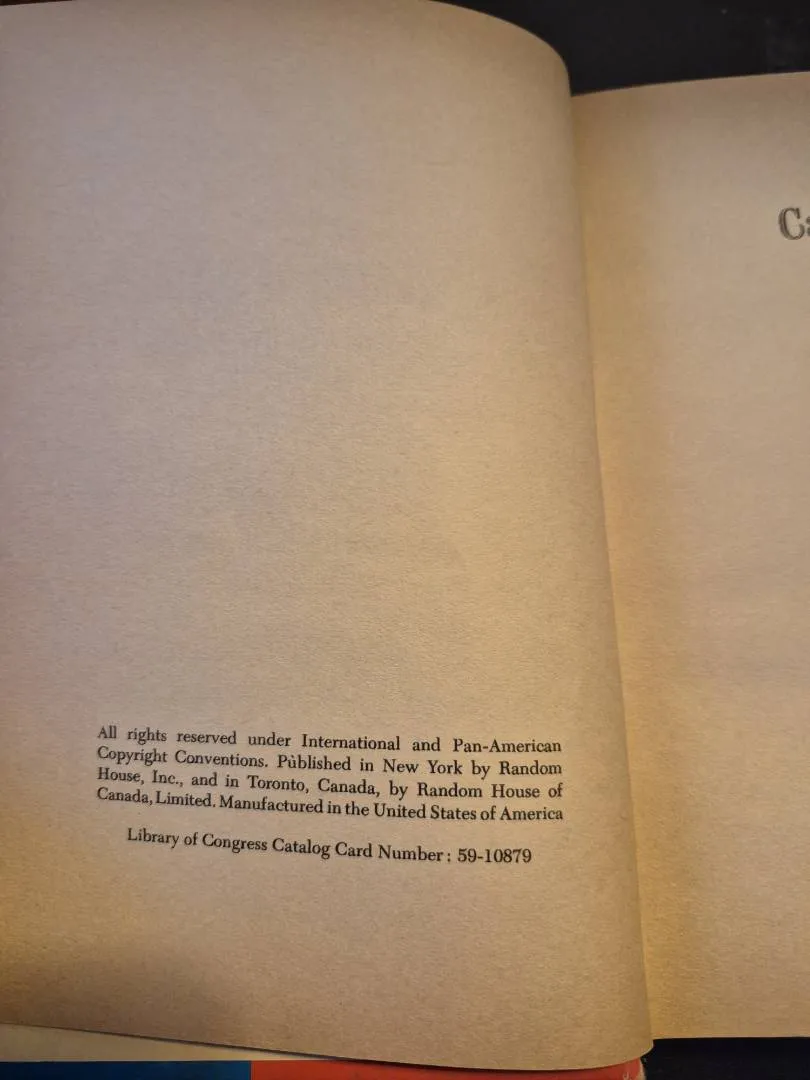 Ca
All rights reserved under International and Pan-American
Copyright Conventions. Published in New York by Random
House, Inc., and in Toronto, Canada, by Random House of
Canada, Limited. Manufactured in the United States of America
Library of Congress Catalog Card Number: 59-10879